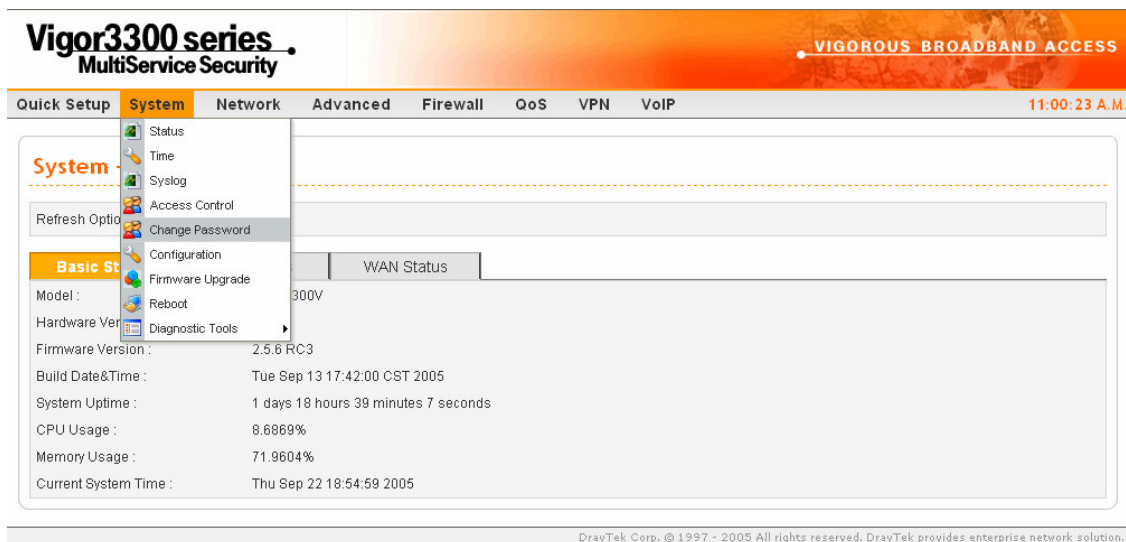 Vigor3300 series
MultiService Security
VIGOROUS BROADBAND ACCESS
Quick Setup System Network Advanced Firewall QoS VPN VoIP 11:00:23 A.M.
Status
Time
Syslog
Access Control
Change Password
Configuration
Firmware Upgrade
Reboot
Diagnostic Tools
System -
Refresh Optio
Basic St WAN Status
Model : 300V
Hardware Ver
Firmware Version : 2.5.6 RC3
Build Date&Time : Tue Sep 13 17:42:00 CST 2005
System Uptime : 1 days 18 hours 39 minutes 7 seconds
CPU Usage : 8.6869%
Memory Usage : 71.9604%
Current System Time : Thu Sep 22 18:54:59 2005
DrayTek Corp. © 1997 - 2005 All rights reserved. DrayTek provides enterprise network solution.